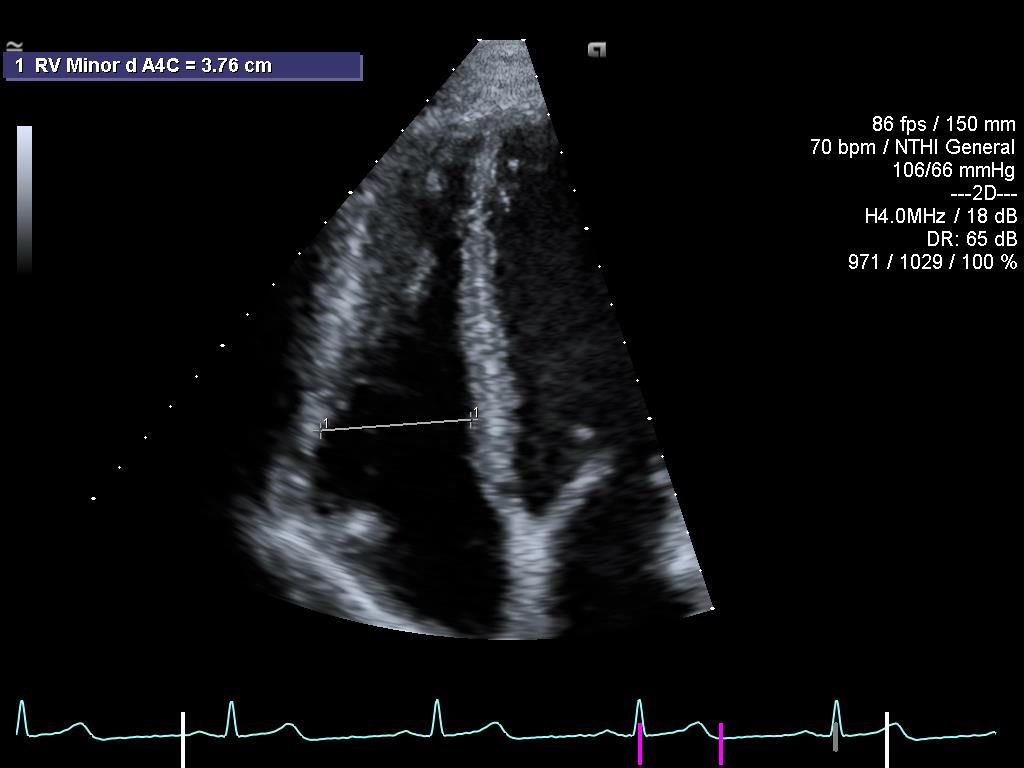 1 RV Minor d A4C = 3.76 cm
86 fps / 150 mm
70 bpm / NTHI General
106/66 mmHg
---2D---
H4.0MHz / 18 dB
DR: 65 dB
971 / 1029 / 100 %
1
1